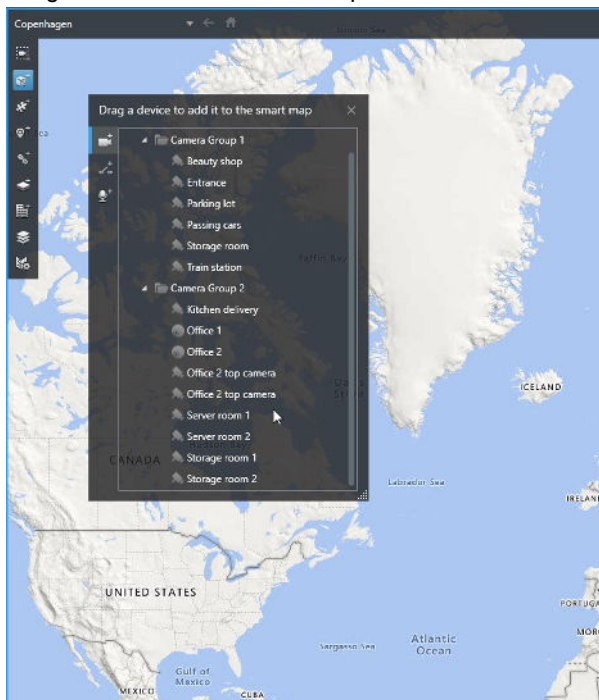 Copenhagen
Drag a device to add it to the smart map
Camera Group 1
Beauty shop
Entrance
Parking lot
Passing cars
Storage room
Train station
Camera Group 2
Kitchen delivery
Office 1
Office 2
Office 2 top camera
Office 2 top camera
Server room 1
Server room 2
Storage room 1
Storage room 2
ICELAND
CANADA
Labrador Sea
UNITED STATES
Sargasso Sea
Atlantic
Ocean
Gulf of
Mexico
MEXICO
CUBA